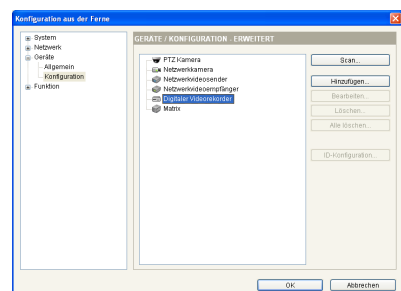 Konfiguration aus der Ferne
System
Netzwerk
Geräte
Allgemein
Konfiguration
Funktion
GERÄTE / KONFIGURATION - ERWEITERT
PTZ Kamera
Netzwerkkamera
Netzwerkvideosender
Netzwerkvideoempfänger
Digitaler Videorekorder
Matrix
Scan...
Hinzufügen...
Bearbeiten...
Löschen...
Alle löschen...
ID-Konfiguration...
OK
Abbrechen